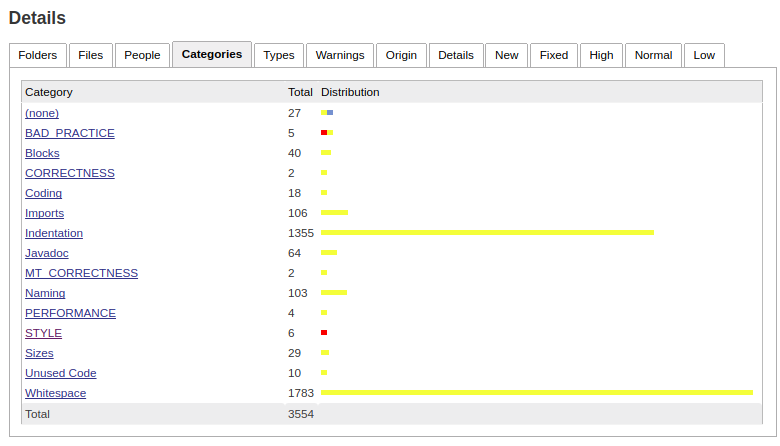 Details
Folders Files People Categories Types Warnings Origin Details New Fixed High Normal Low
Category Total Distribution
(none) 27
BAD_PRACTICE 5
Blocks 40
CORRECTNESS 2
Coding 18
Imports 106
Indentation 1355
Javadoc 64
MT_CORRECTNESS 2
Naming 103
PERFORMANCE 4
STYLE 6
Sizes 29
Unused Code 10
Whitespace 1783
Total 3554